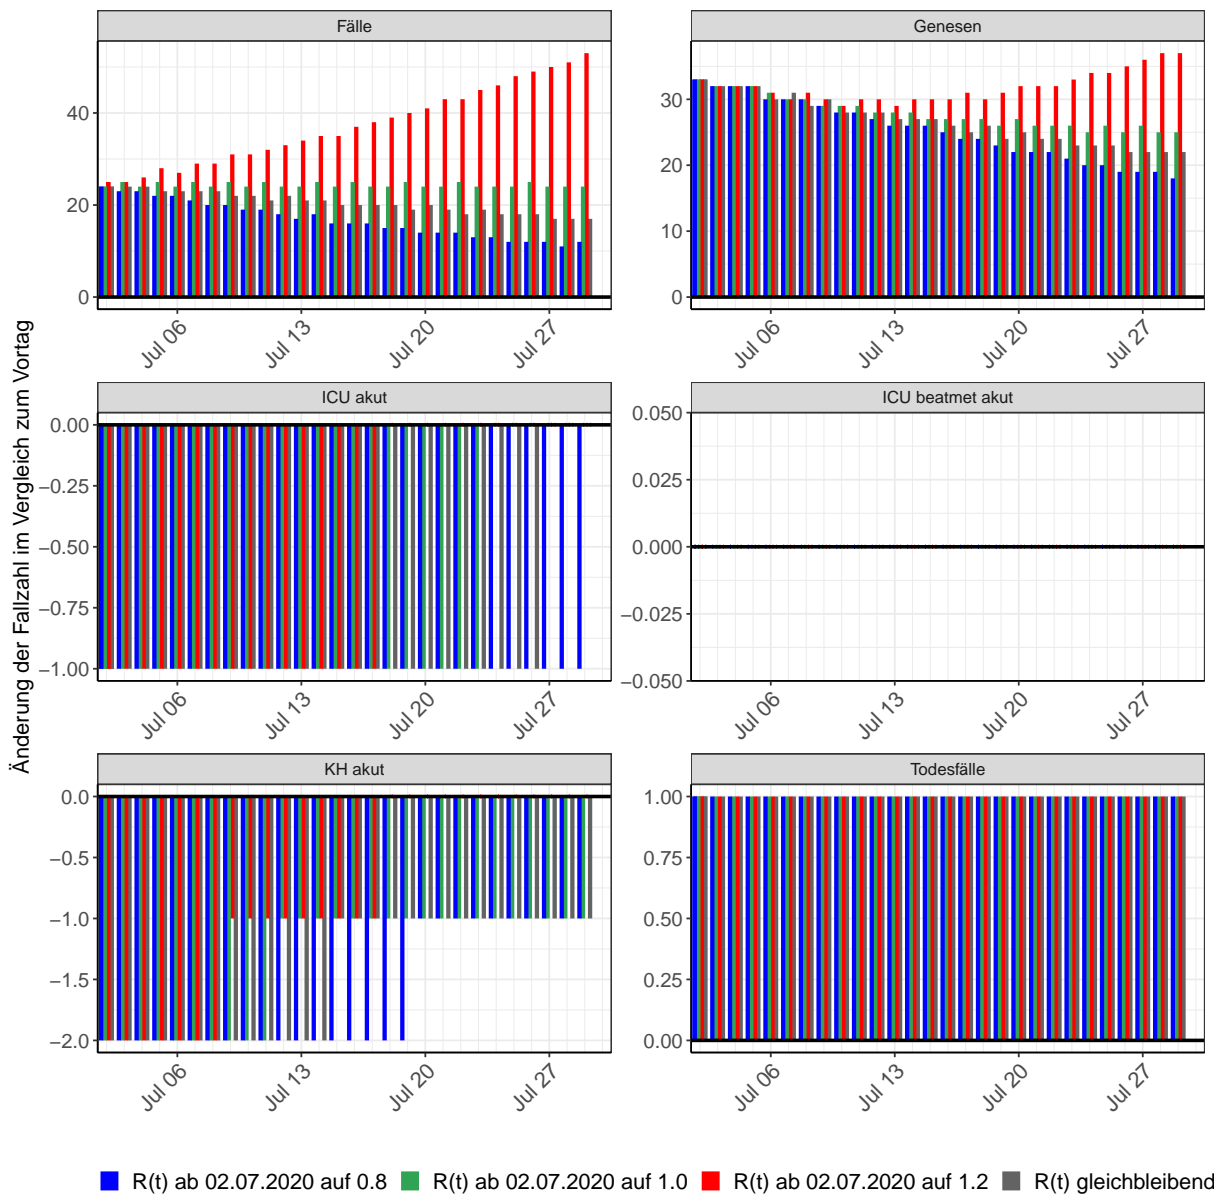 Fälle
Genesen
40
20
0
30
20
10
0
Jul 06
Jul 13
Jul 20
Jul 27
Jul 06
Jul 13
Jul 20
Jul 27
Änderung der Fallzahl im Vergleich zum Vortag
ICU akut
ICU beatmet akut
0.00
−0.25
−0.50
−0.75
−1.00
0.050
0.025
0.000
−0.025
−0.050
Jul 06
Jul 13
Jul 20
Jul 27
Jul 06
Jul 13
Jul 20
Jul 27
KH akut
Todesfälle
0.0
−0.5
−1.0
−1.5
−2.0
1.00
0.75
0.50
0.25
0.00
Jul 06
Jul 13
Jul 20
Jul 27
Jul 06
Jul 13
Jul 20
Jul 27
R(t) ab 02.07.2020 auf 0.8
R(t) ab 02.07.2020 auf 1.0
R(t) ab 02.07.2020 auf 1.2
R(t) gleichbleibend